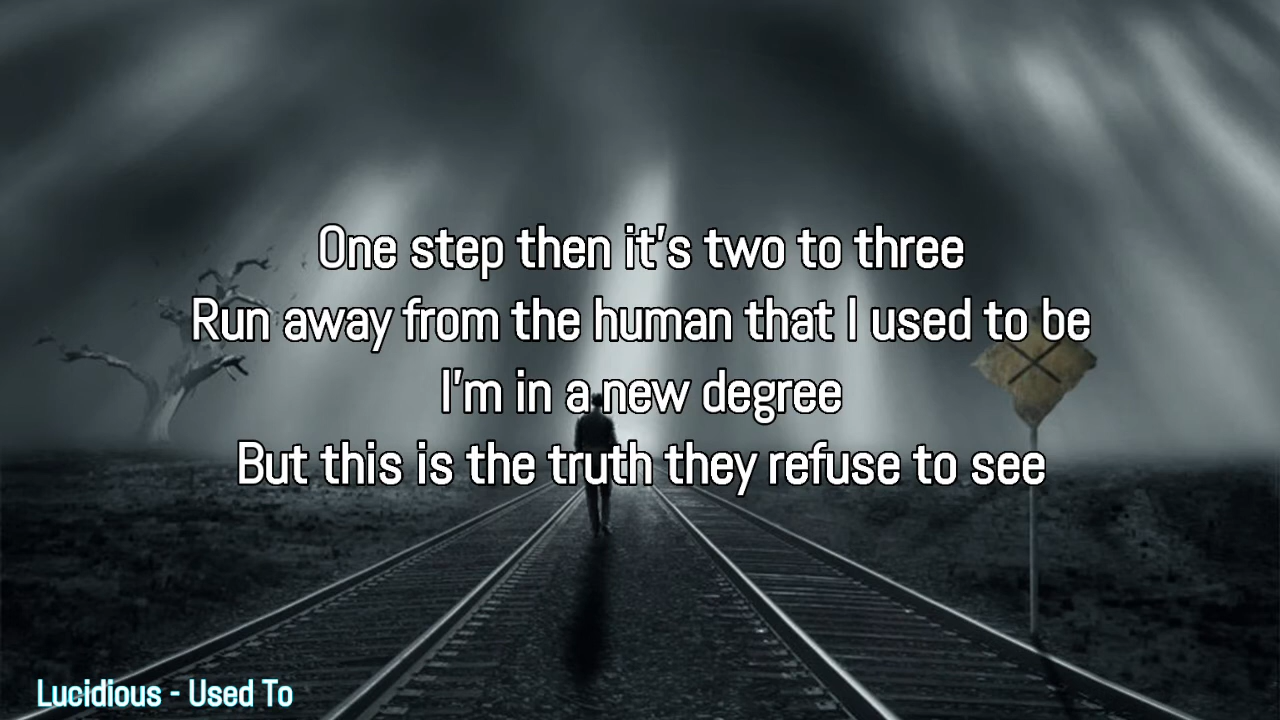 One step then it's two to three
Run away from the human that I used to be
I'm in a new degree
But this is the truth they refuse to see
Lucidious - Used To